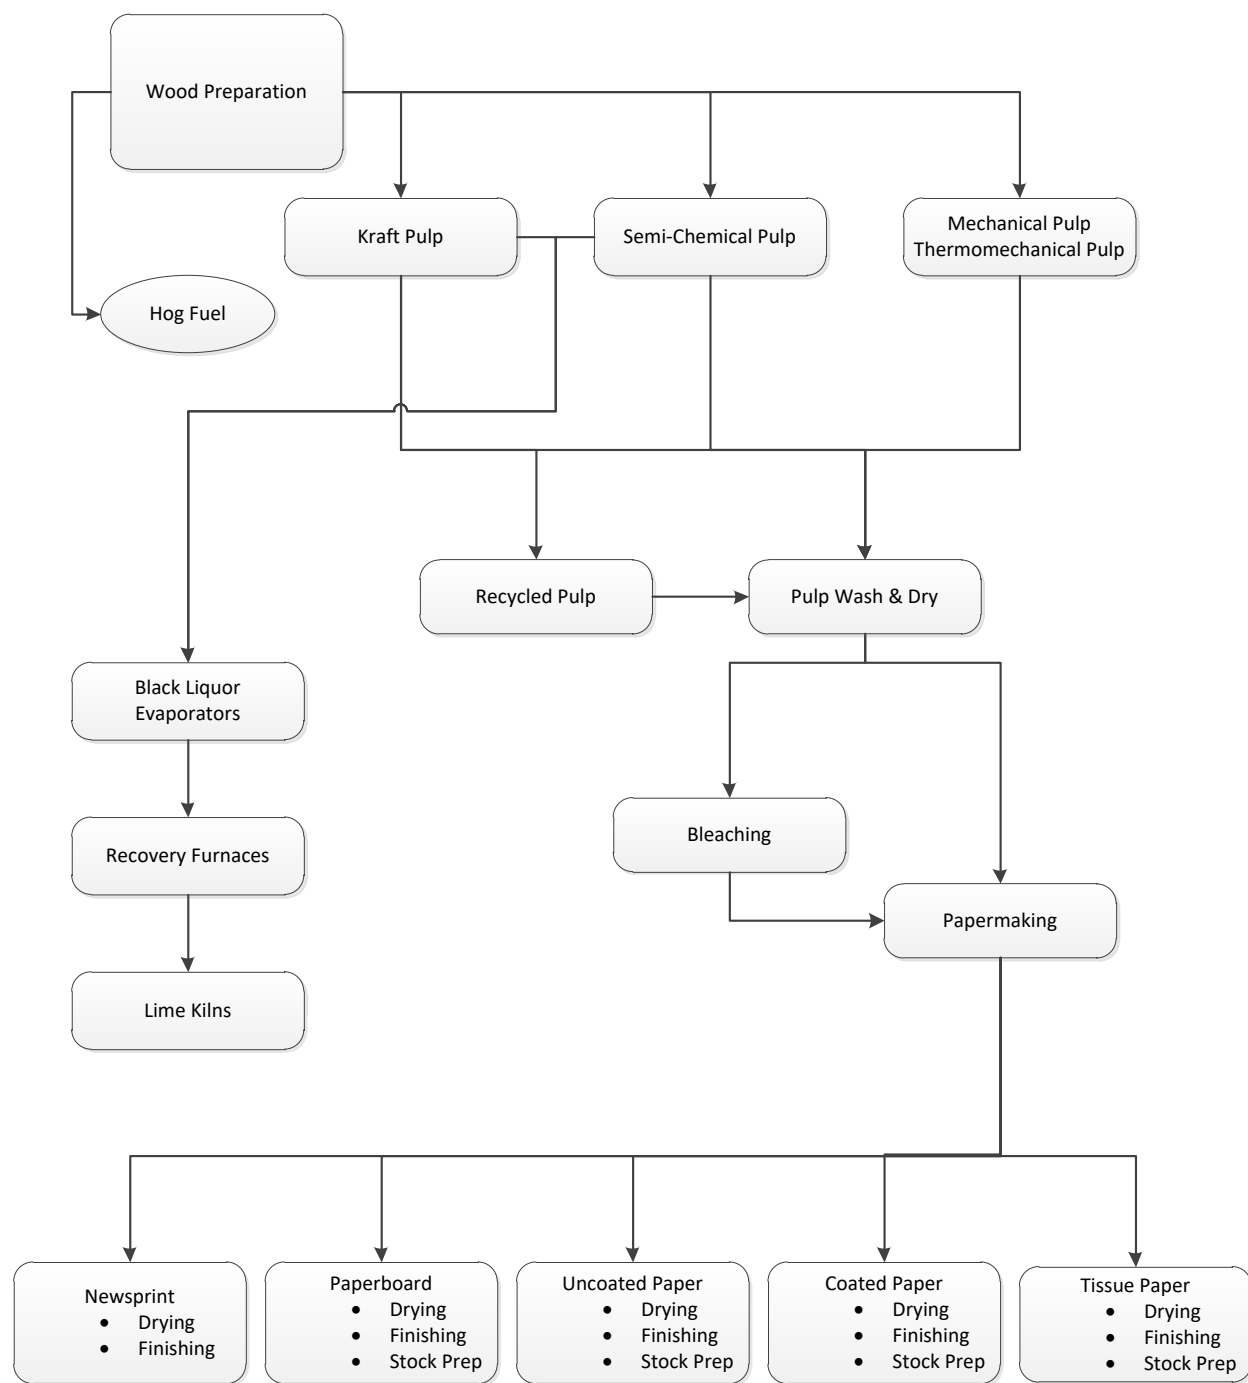 Wood Preparation
Kraft Pulp
Semi-Chemical Pulp
Mechanical Pulp
Thermomechanical Pulp
Hog Fuel
Recycled Pulp
Pulp Wash & Dry
Black Liquor
Evaporators
Bleaching
Recovery Furnaces
Papermaking
Lime Kilns
Newsprint
• Drying
• Finishing
Paperboard
• Drying
• Finishing
• Stock Prep
Uncoated Paper
• Drying
• Finishing
• Stock Prep
Coated Paper
• Drying
• Finishing
• Stock Prep
Tissue Paper
• Drying
• Finishing
• Stock Prep